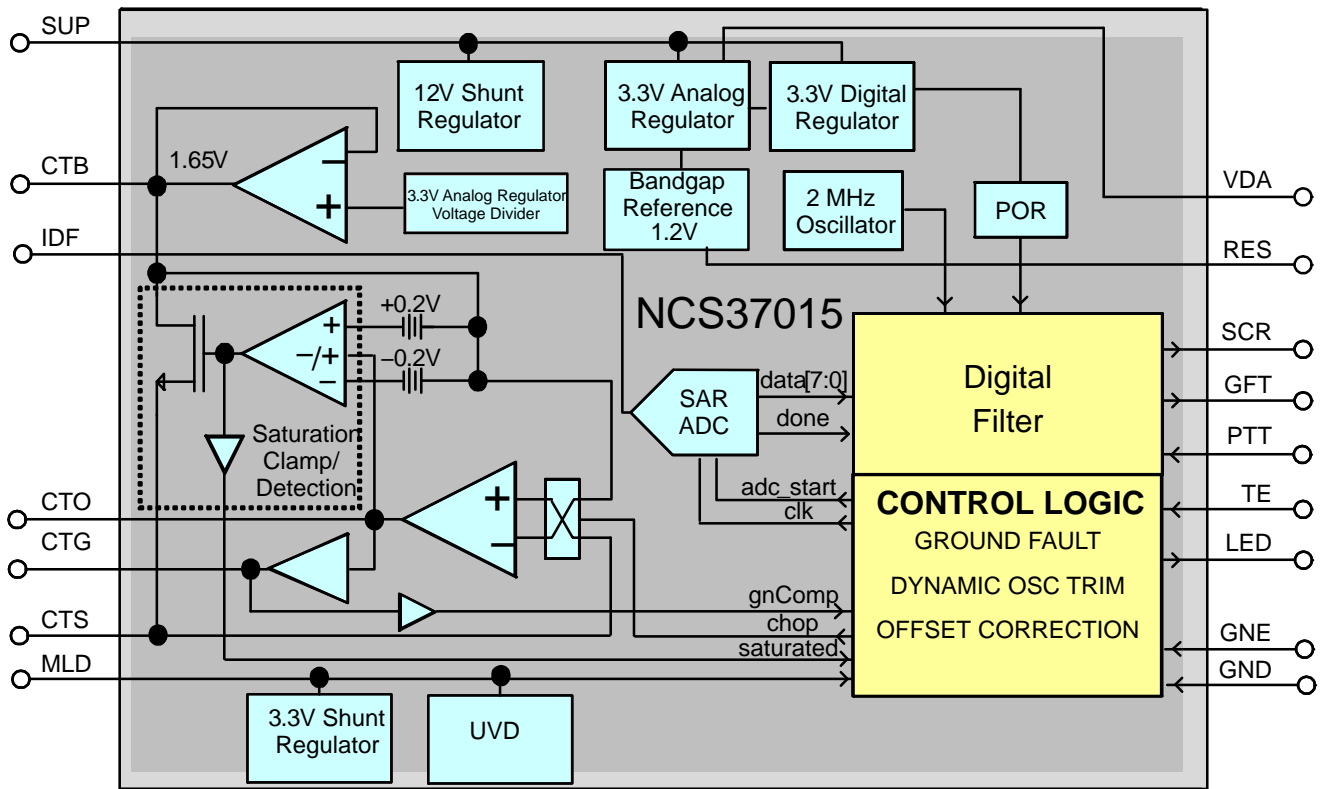 SUP
CTB
IDF
CTO
CTG
CTS
MLD
12V Shunt
Regulator
3.3V Analog
Regulator
3.3V Digital
Regulator
1.65V
−
+
3.3V Analog Regulator
Voltage Divider
Bandgap
Reference
1.2V
2 MHz
Oscillator
POR
VDA
RES
NCS37015
+0.2V
+
−/+
−0.2V
−
Saturation
Clamp/
Detection
SAR
ADC
data[7:0]
done
adc_start
clk
Digital
Filter
SCR
GFT
PTT
TE
LED
GNE
GND
+
−
CONTROL LOGIC
GROUND FAULT
DYNAMIC OSC TRIM
OFFSET CORRECTION
gnComp
chop
saturated
3.3V Shunt
Regulator
UVD